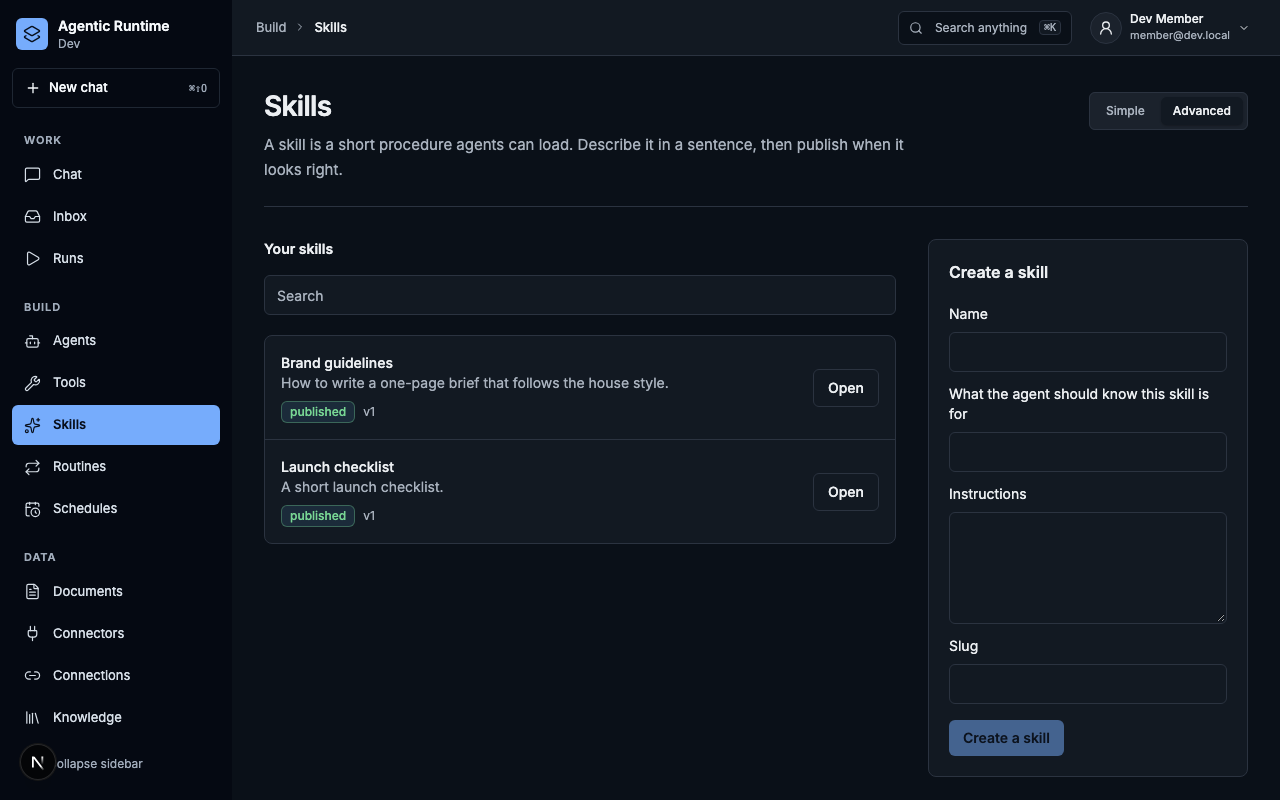 Agentic Runtime
Dev
New chat ⌘⇧O
WORK
Chat
Inbox
Runs
BUILD
Agents
Tools
Skills
Routines
Schedules
DATA
Documents
Connectors
Connections
Knowledge
N
ollapse sidebar
Build › Skills
Search anything ⌘K
Dev Member
member@dev.local
Skills
Simple Advanced
A skill is a short procedure agents can load. Describe it in a sentence, then publish when it
looks right.
Your skills
Search
Brand guidelines
How to write a one-page brief that follows the house style.
published v1
Open
Launch checklist
A short launch checklist.
published v1
Open
Create a skill
Name
What the agent should know this skill is
for
Instructions
Slug
Create a skill